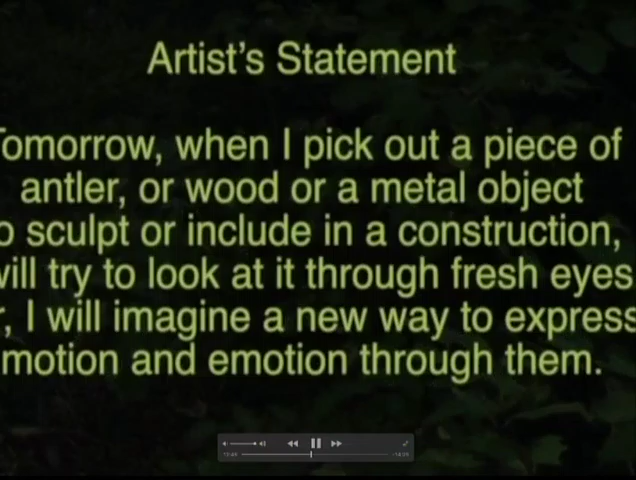 Artist's Statement
omorrow, when I pick out a piece of
antler, or wood or a metal object
o sculpt or include in a construction,
will try to look at it through fresh eyes
r, I will imagine a new way to express
motion and emotion through them.